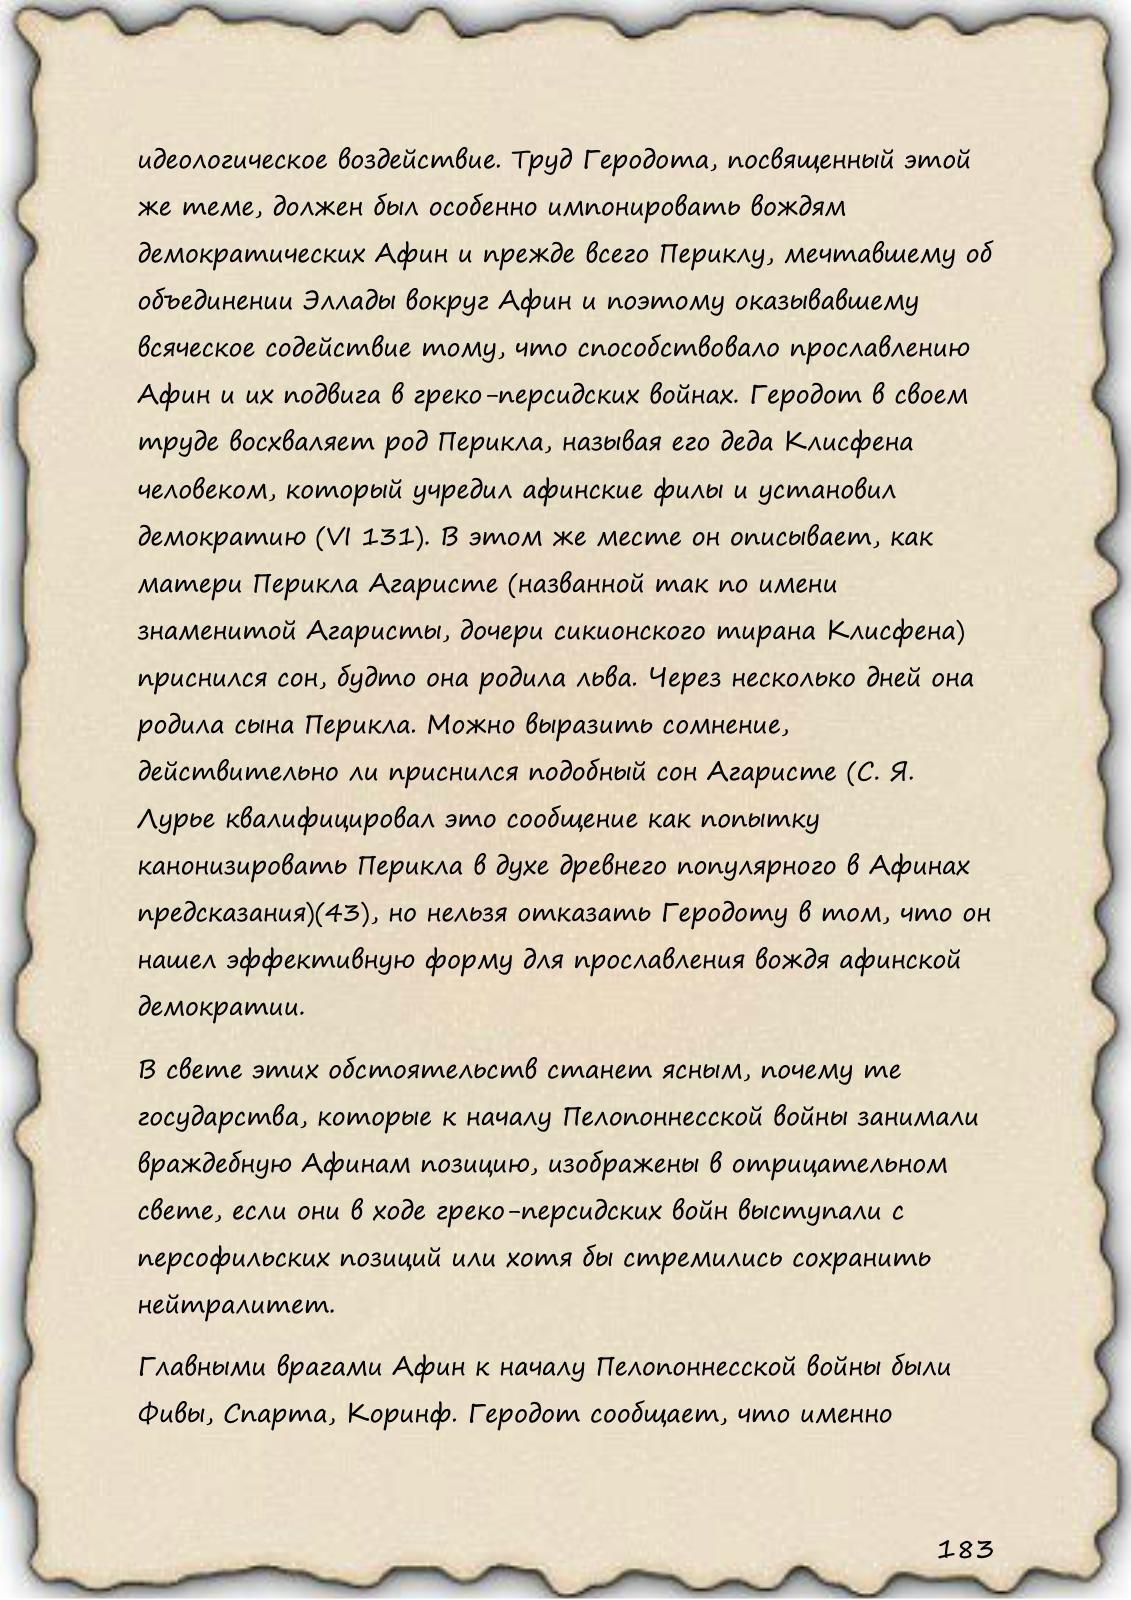 идеологическое воздействие. Труд Геродота, посвященный этой
же теме, должен был особенно импонировать вождям
демократических Афин и прежде всего Периклу, мечтавшему об
объединении Эллады вокруг Афин и поэтому оказывавшему
всяческое содействие тому, что способствовало прославлению
Афин и их подвига в греко-персидских войнах. Геродот в своем
труде восхваляет род Перикла, называя его деда Клисфена
человеком, который учредил афинские филы и установил
демократию (VI 131). В этом же месте он описывает, как
матери Перикла Агаристе (названной так по имени
знаменитой Агаристы, дочери сикионского тирана Клисфена)
приснился сон, будто она родила льва. Через несколько дней она
родила сына Перикла. Можно выразить сомнение,
действительно ли приснился подобный сон Агаристе (С. Я.
Лурье квалифицировал это сообщение как попытку
канонизировать Перикла в духе древнего популярного в Афинах
предсказания)(43), но нельзя отказать Геродоту в том, что он
нашел эффективную форму для прославления вождя афинской
демократии.
В свете этих обстоятельств станет ясным, почему те
государства, которые к началу Пелопоннесской войны занимали
враждебную Афинам позицию, изображены в отрицательном
свете, если они в ходе греко-персидских войн выступали с
персофильских позиций или хотя бы стремились сохранить
нейтралитет.
Главными врагами Афин к началу Пелопоннесской войны были
Фивы, Спарта, Коринф. Геродот сообщает, что именно
183